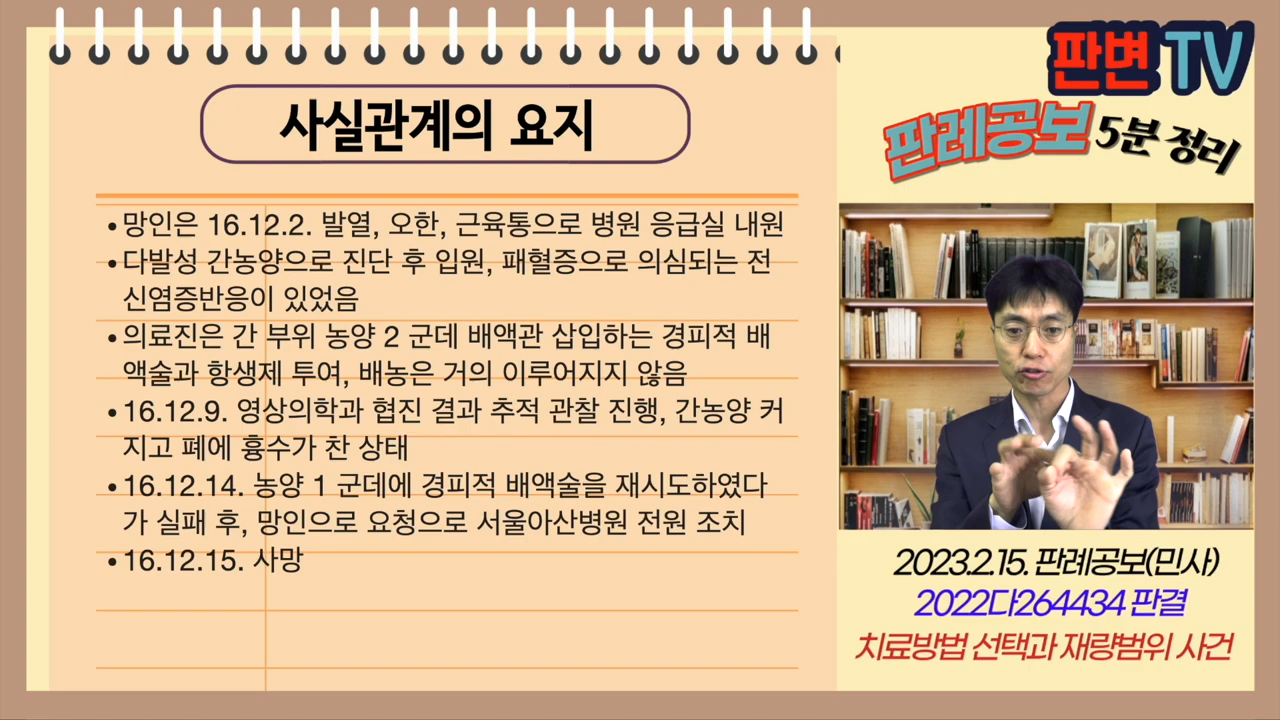 사실관계의 요지
•망인은 16.12.2. 발열, 오한, 근육통으로 병원 응급실 내원
•다발성 간농양으로 진단 후 입원, 패혈증으로 의심되는 전
신염증반응이 있었음
•의료진은 간 부위 농양 2 군데 배액관 삽입하는 경피적 배
액술과 항생제 투여, 배농은 거의 이루어지지 않음
•16.12.9. 영상의학과 협진 결과 추적 관찰 진행, 간농양 커
지고 폐에 흉수가 찬 상태
•16.12.14. 농양 1 군데에 경피적 배액술을 재시도하였다
가 실패 후, 망인으로 요청으로 서울아산병원 전원 조치
•16.12.15. 사망
판변 TV
판례공보 5분 정리
2023.2.15. 판례공보(민사)
2022다264434 판결
치료방법 선택과 재량범위 사건